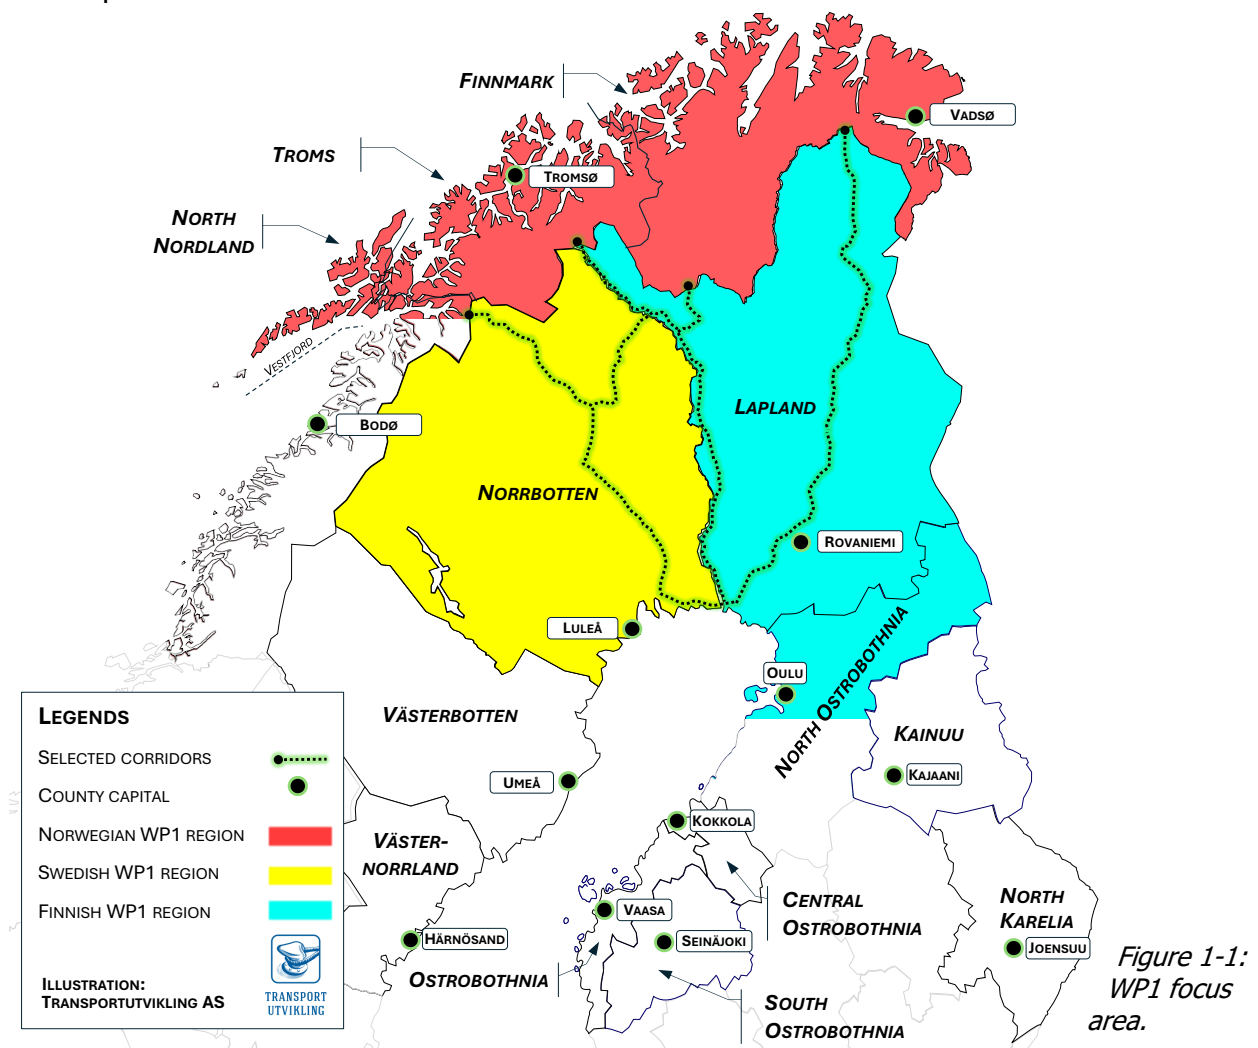 FINNMARK
VADSØ
TROMS
TROMSØ
NORTH
NORDLAND
VESTFJORD
LAPLAND
BODØ
NORRBOTTEN
ROVANIEMI
LULEÅ
OULU
NORTH OSTROBOTHNIA
VÄSTERBOTTEN
KAINUU
UMEÅ
KAJAANI
KOKKOLA
VÄSTER-
NORRLAND
CENTRAL
OSTROBOTHNIA
NORTH
KARELIA
VAASA
HÄRNÖSAND
SEINÄJOKI
JOENSUU
OSTROBOTHNIA
SOUTH
OSTROBOTHNIA
LEGENDS
SELECTED CORRIDORS
COUNTY CAPITAL
NORWEGIAN WP1 REGION
SWEDISH WP1 REGION
FINNISH WP1 REGION
ILLUSTRATION:
TRANSPORTUTVIKLING AS
TRANSPORT
UTVIKLING
Figure 1-1:
WP1 focus
area.